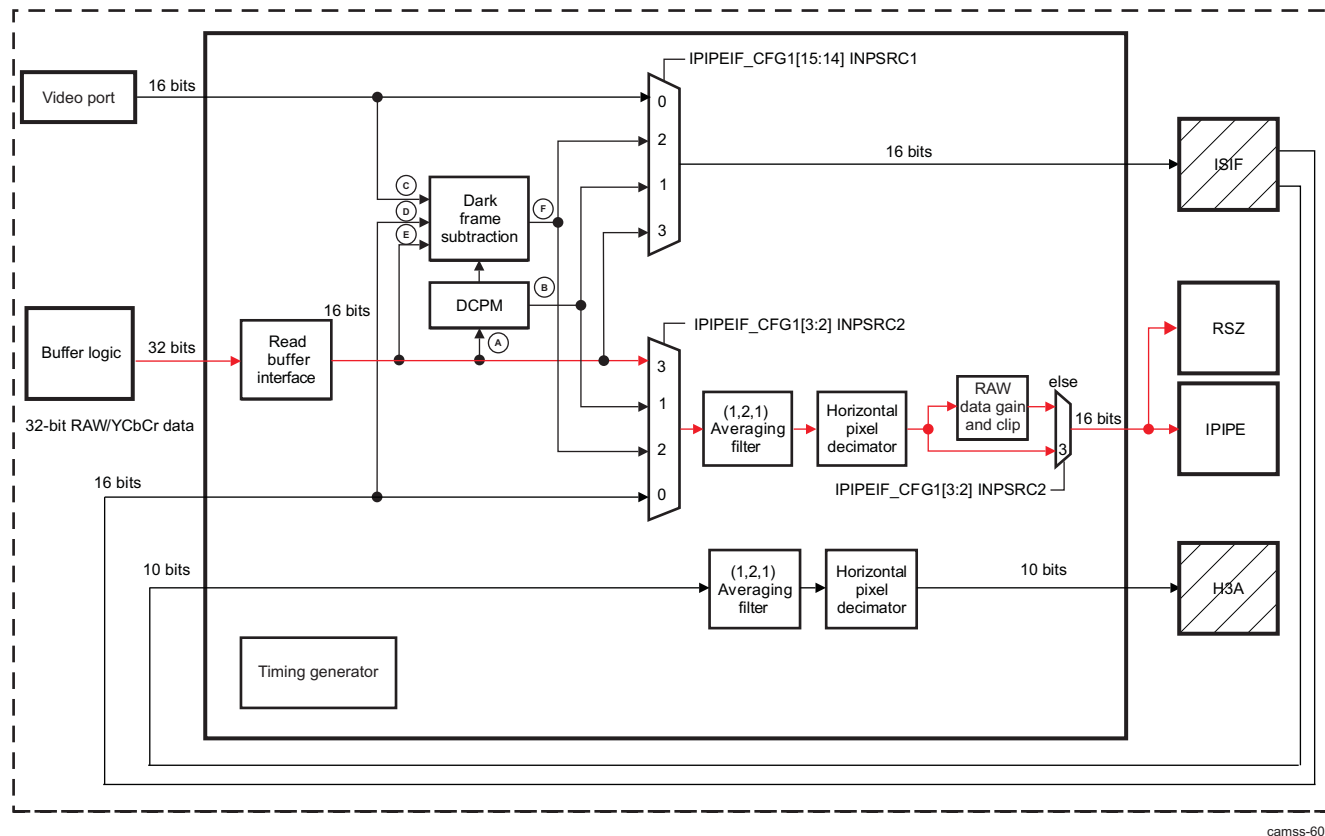 IPIPEIF_CFG1[15:14] INPSRC1
Video port
16 bits
0
2
1
3
16 bits
ISIF
C
D
E
Dark
frame
subtraction
F
DCPM
B
A
Buffer logic
32 bits
32-bit RAW/YCbCr data
Read
buffer
interface
16 bits
IPIPEIF_CFG1[3:2] INPSRC2
3
1
2
0
(1,2,1)
Averaging
filter
Horizontal
pixel
decimator
RAW
data gain
and clip
else
3
16 bits
IPIPEIF_CFG1[3:2] INPSRC2
RSZ
IPIPE
16 bits
10 bits
(1,2,1)
Averaging
filter
Horizontal
pixel
decimator
10 bits
H3A
Timing generator
camss-60